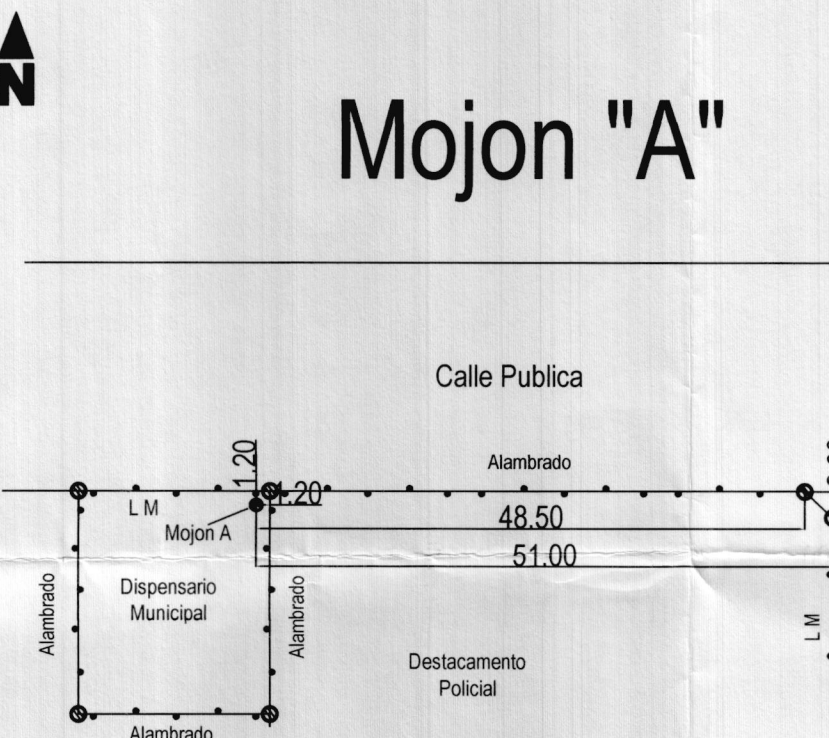 N
Mojon "A"
Calle Publica
Alambrado
1.20
1.20
L M
Mojon A
48.50
51.00
Dispensario
Municipal
Alambrado
Alambrado
L M
Destacamento
Policial
Alambrado